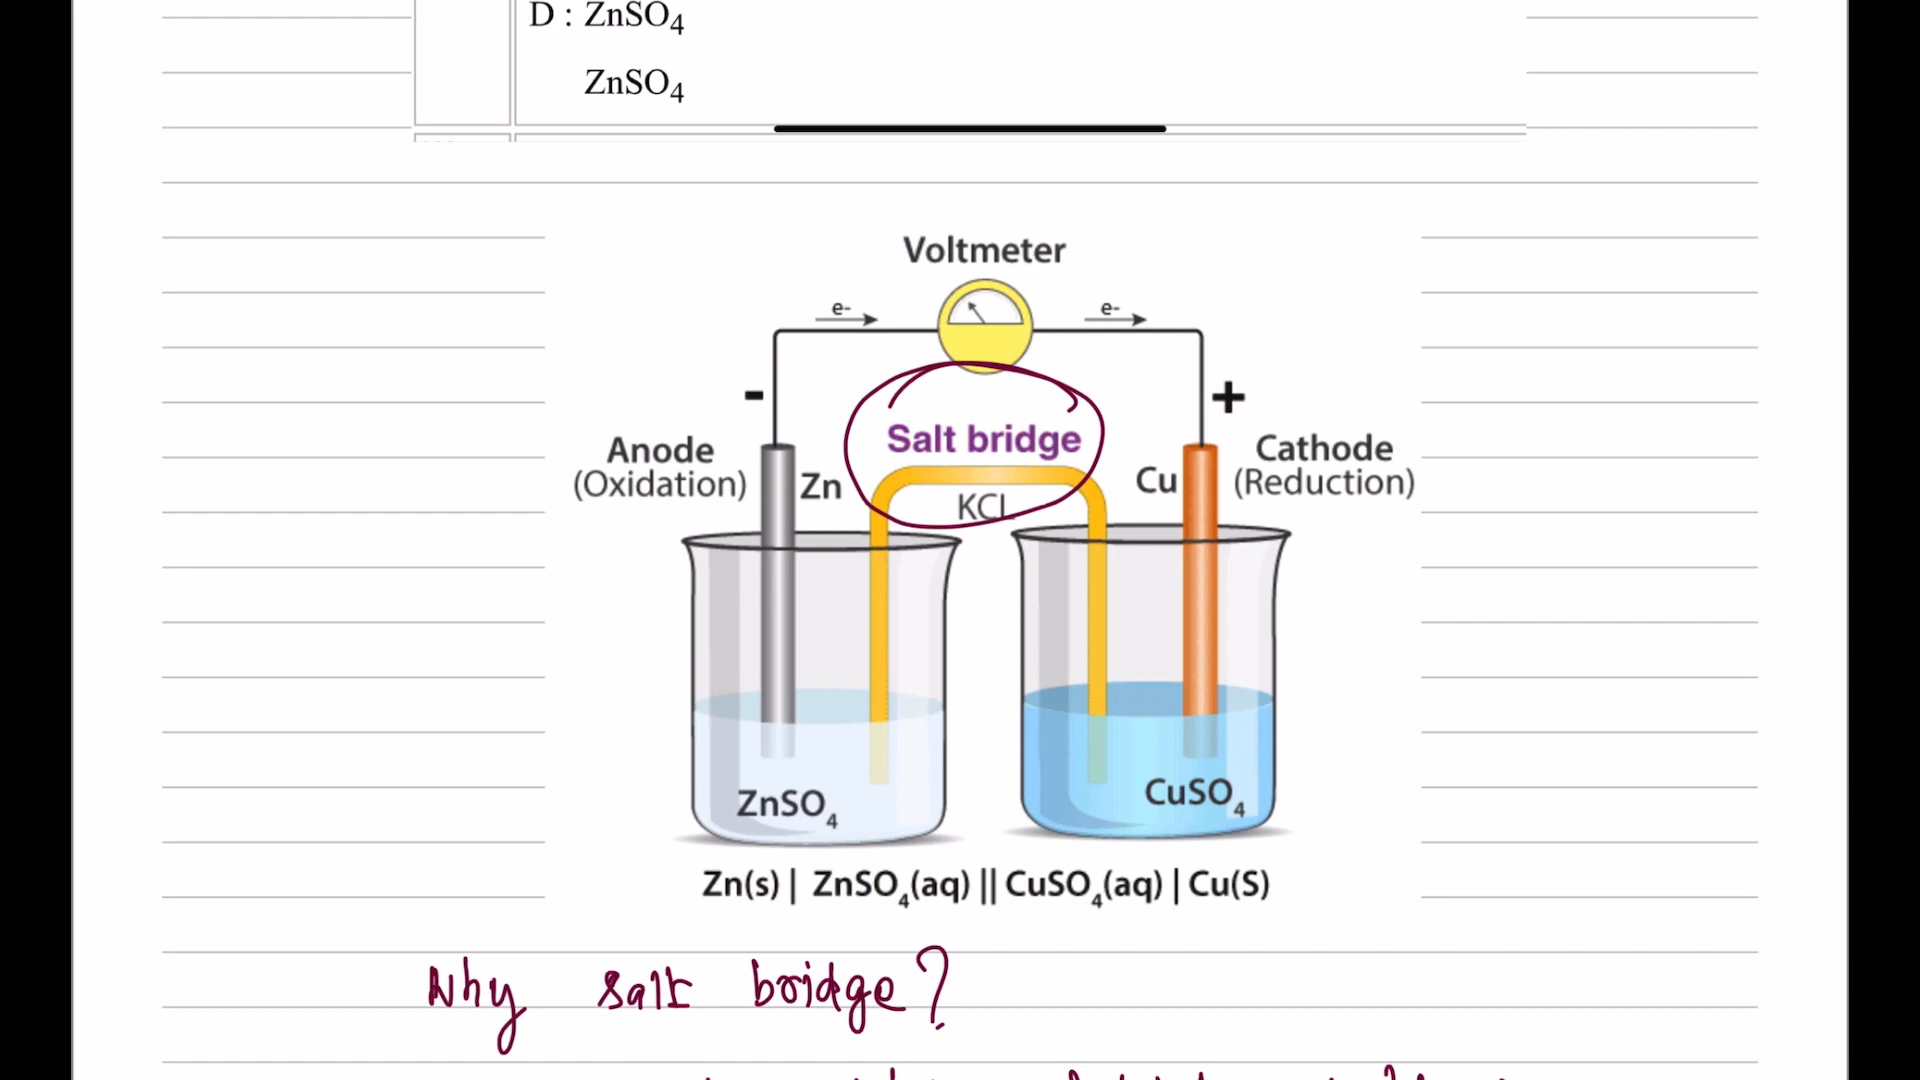 D : ZnSO4
ZnSO4
Voltmeter
e-
e-
-
+
Salt bridge
Anode
(Oxidation)
Zn
KCL
Cu
Cathode
(Reduction)
ZnSO4
CuSO4
Zn(s) | ZnSO4(aq) || CuSO4(aq) | Cu(S)
Why salt bridge?